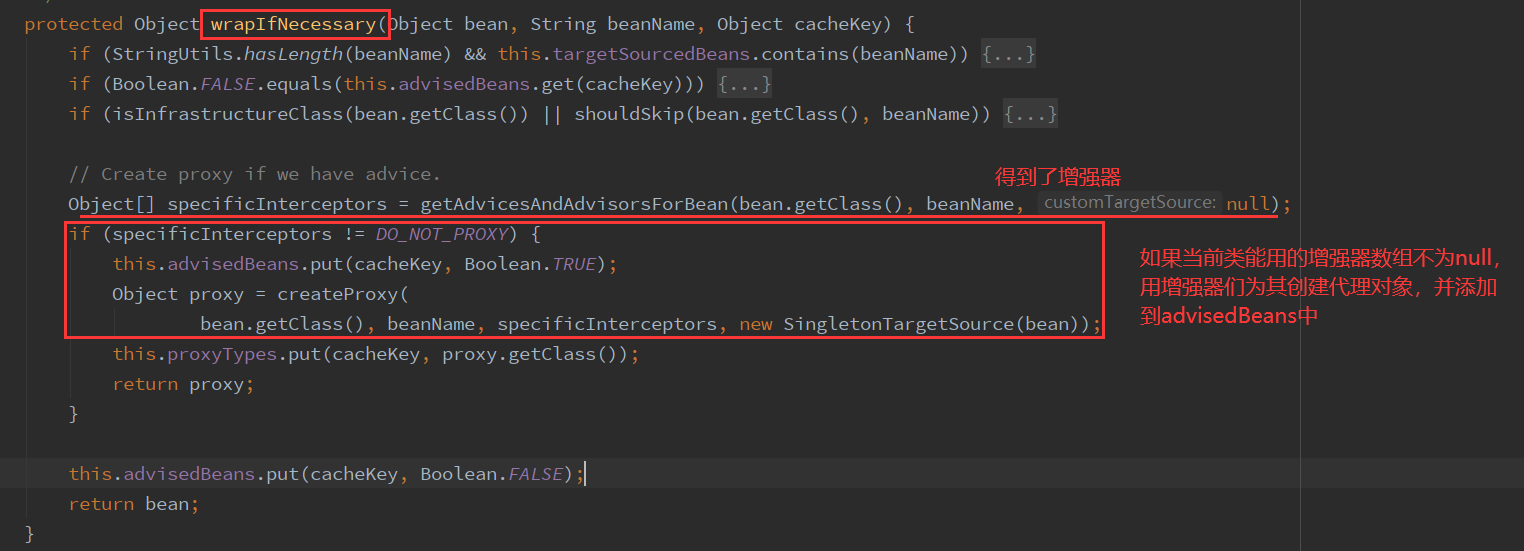 protected Object wrapIfNecessary(Object bean, String beanName, Object cacheKey) {
if (StringUtils.hasLength(beanName) && this.targetSourcedBeans.contains(beanName)) {...}
if (Boolean.FALSE.equals(this.advisedBeans.get(cacheKey))) {...}
if (isInfrastructureClass(bean.getClass()) || shouldSkip(bean.getClass(), beanName)) {...}
// Create proxy if we have advice.
得到了增强器
Object[] specificInterceptors = getAdvicesAndAdvisorsForBean(bean.getClass(), beanName, customTargetSource: null);
if (specificInterceptors != DO_NOT_PROXY) {
this.advisedBeans.put(cacheKey, Boolean.TRUE);
Object proxy = createProxy(
bean.getClass(), beanName, specificInterceptors, new SingletonTargetSource(bean));
如果当前类能用的增强器数组不为null,
用增强器们为其创建代理对象，并添加
到advisedBeans中
this.proxyTypes.put(cacheKey, proxy.getClass());
return proxy;
}
this.advisedBeans.put(cacheKey, Boolean.FALSE);
return bean;
}